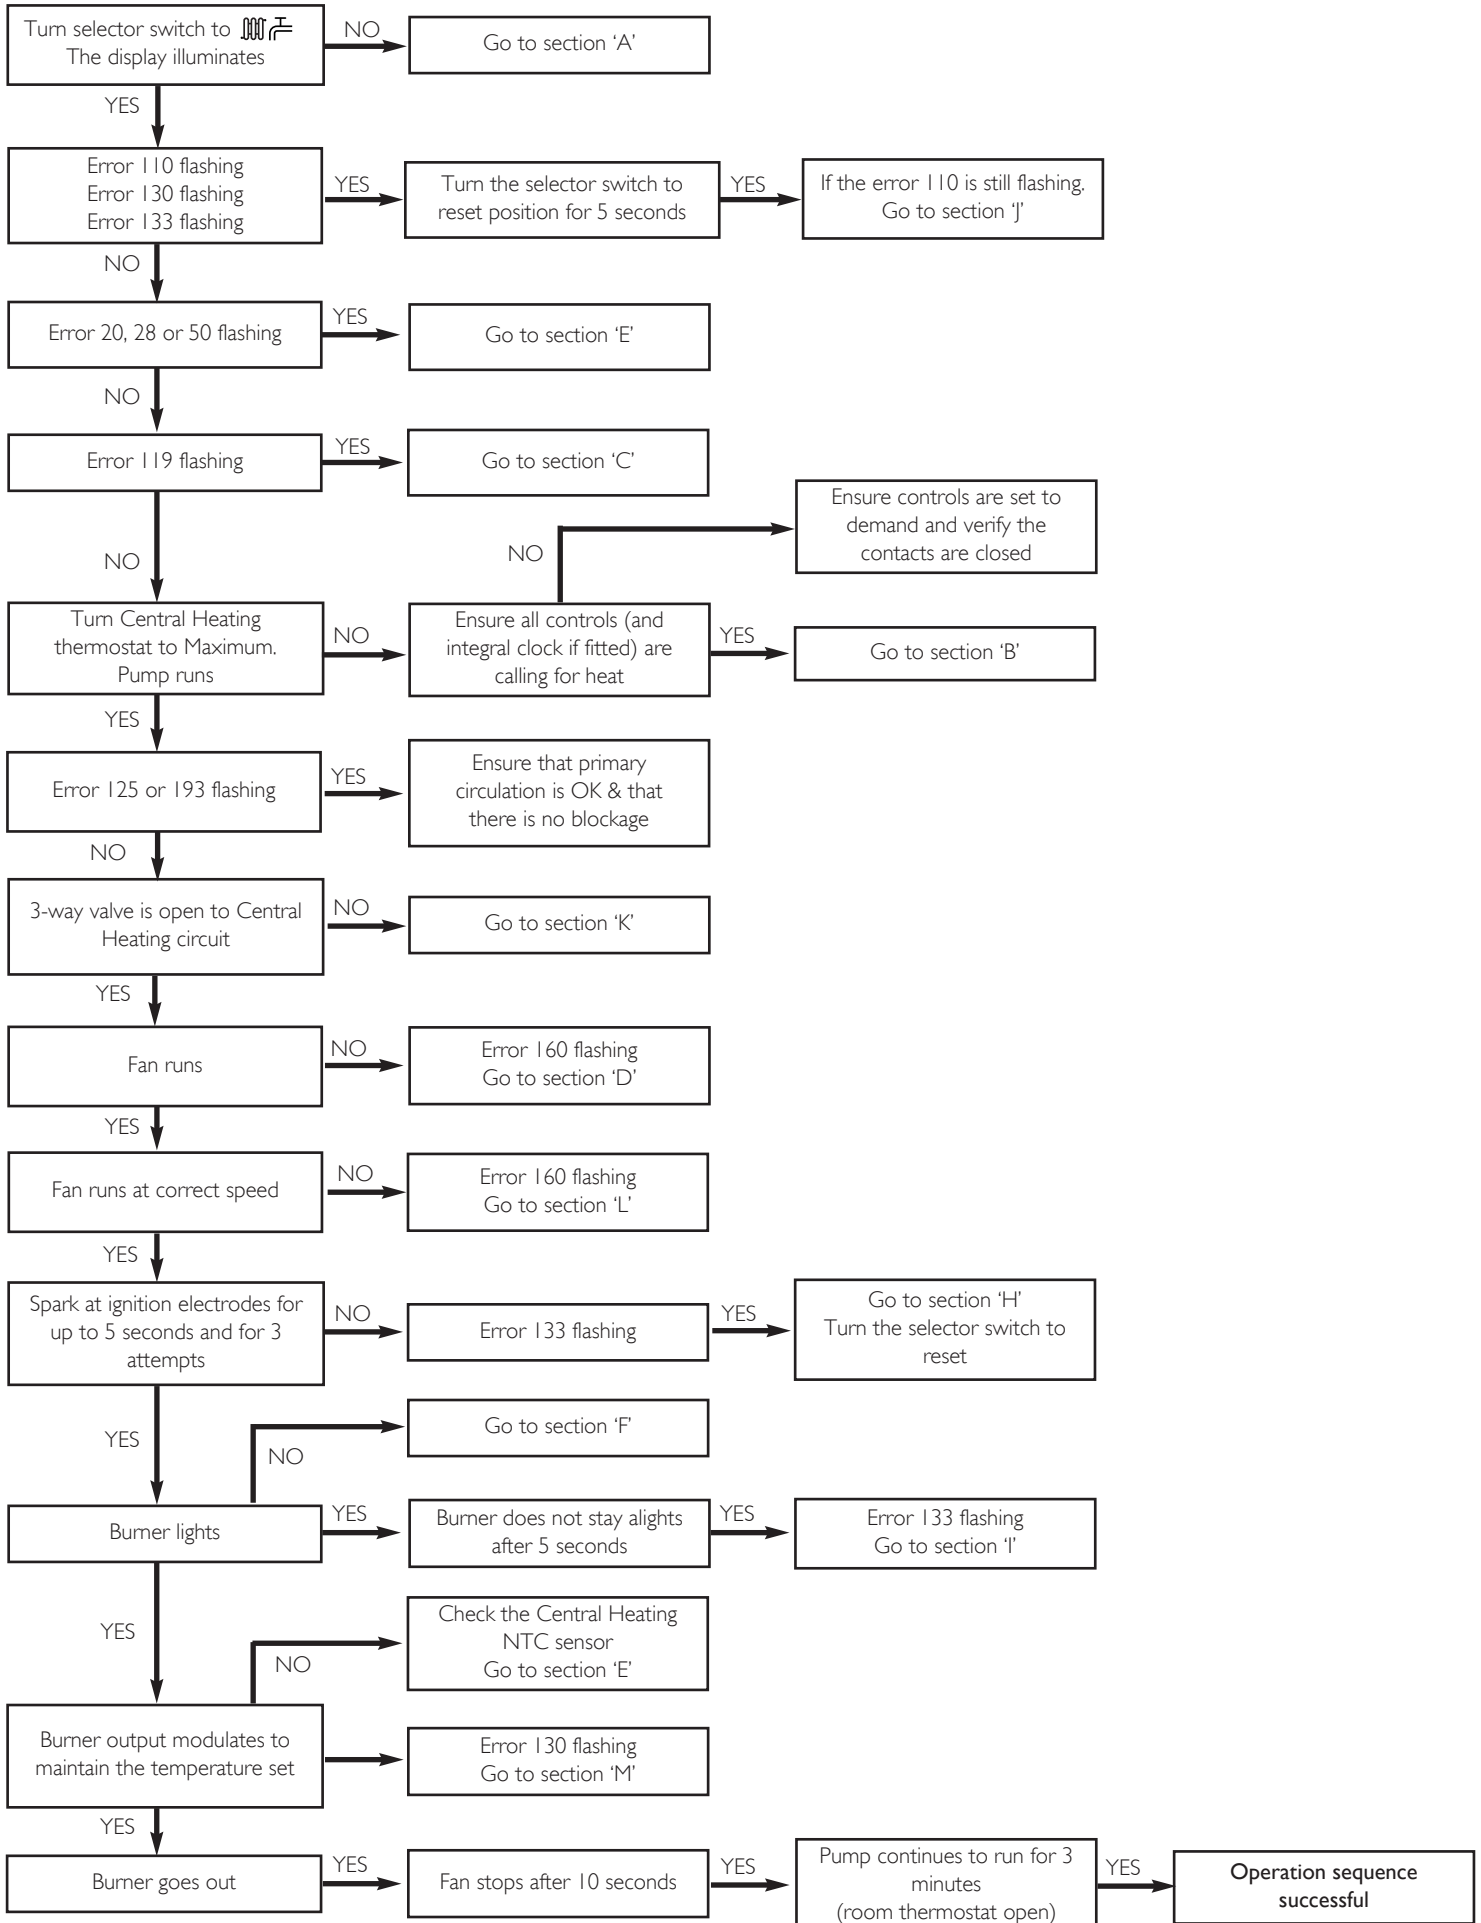 Turn selector switch to
The display illuminates
NO
Go to section ‘A’
YES
Error 110 flashing
Error 130 flashing
Error 133 flashing
YES
Turn the selector switch to
reset position for 5 seconds
YES
If the error 110 is still flashing.
Go to section ‘J’
NO
Error 20, 28 or 50 flashing
YES
Go to section ‘E’
NO
Error 119 flashing
YES
Go to section ‘C’
NO
Turn Central Heating
thermostat to Maximum.
Pump runs
NO
Ensure all controls (and
integral clock if fitted) are
calling for heat
NO
Ensure controls are set to
demand and verify the
contacts are closed
YES
Go to section ‘B’
YES
Error 125 or 193 flashing
YES
Ensure that primary
circulation is OK & that
there is no blockage
NO
3-way valve is open to Central
Heating circuit
NO
Go to section ‘K’
YES
Fan runs
NO
Error 160 flashing
Go to section ‘D’
YES
Fan runs at correct speed
NO
Error 160 flashing
Go to section ‘L’
YES
Spark at ignition electrodes for
up to 5 seconds and for 3
attempts
NO
Error 133 flashing
YES
Go to section ‘H’
Turn the selector switch to
reset
YES
NO
Go to section ‘F’
Burner lights
YES
Burner does not stay alights
after 5 seconds
YES
Error 133 flashing
Go to section ‘I’
YES
NO
Check the Central Heating
NTC sensor
Go to section ‘E’
Burner output modulates to
maintain the temperature set
Error 130 flashing
Go to section ‘M’
YES
Burner goes out
YES
Fan stops after 10 seconds
YES
Pump continues to run for 3
minutes
(room thermostat open)
YES
Operation sequence
successful